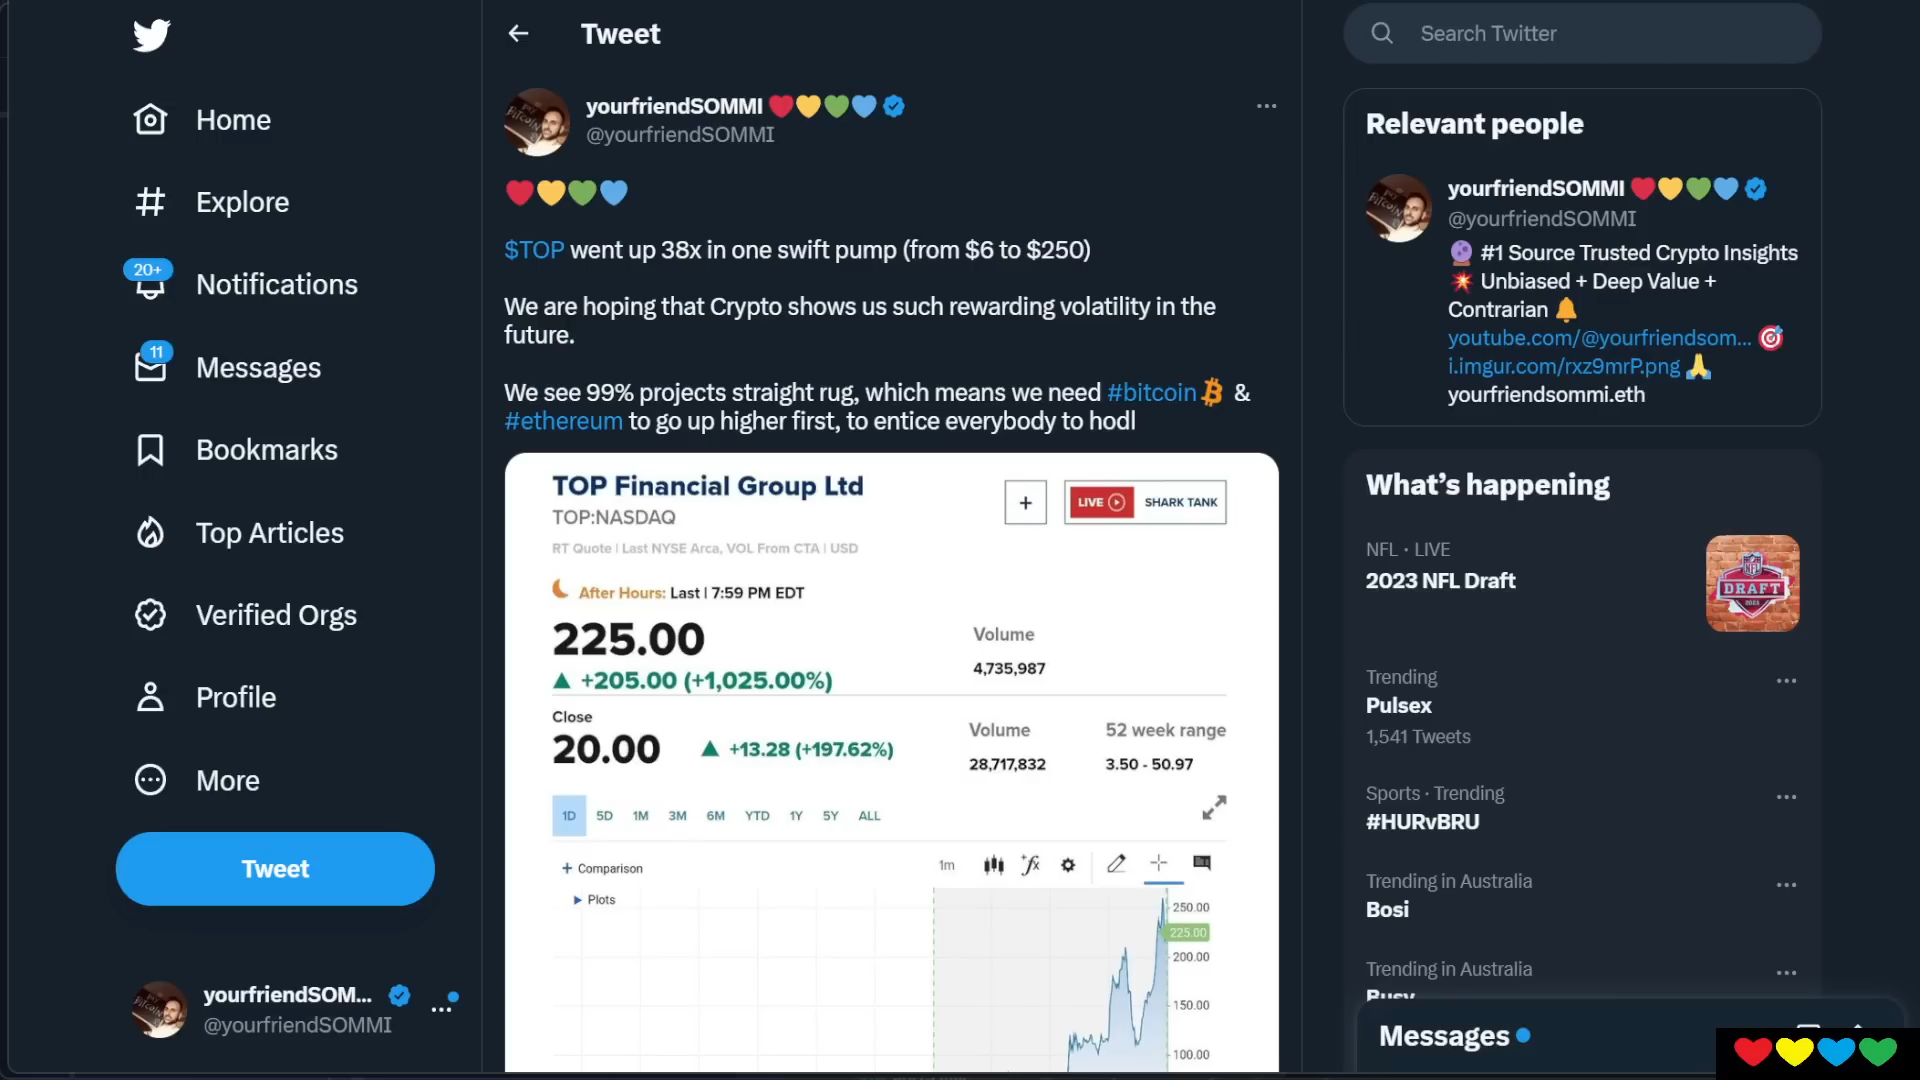 Home
Explore
20+
Notifications
11
Messages
Bookmarks
Top Articles
Verified Orgs
Profile
More
Tweet
yourfriendSOM...
@yourfriendSOMMI
Tweet
yourfriendSOMMI
@yourfriendSOMMI
$TOP went up 38x in one swift pump (from $6 to $250)
We are hoping that Crypto shows us such rewarding volatility in the
future.
We see 99% projects straight rug, which means we need #bitcoin &
#ethereum to go up higher first, to entice everybody to hodl
TOP Financial Group Ltd
TOP:NASDAQ
RT Quote | Last NYSE Arca, VOL From CTA | USD
+
LIVE SHARK TANK
After Hours: Last | 7:59 PM EDT
225.00
+205.00 (+1,025.00%)
Volume
4,735,987
Close
20.00
+13.28 (+197.62%)
Volume
28,717,832
52 week range
3.50 - 50.97
1D 5D 1M 3M 6M YTD 1Y 5Y ALL
+ Comparison
1m
Plots
250.00
225.00
200.00
150.00
100.00
Search Twitter
Relevant people
yourfriendSOMMI
@yourfriendSOMMI
#1 Source Trusted Crypto Insights
Unbiased + Deep Value +
Contrarian
youtube.com/@yourfriendsom...
i.imgur.com/rxz9mrP.png
yourfriendsommi.eth
What's happening
NFL · LIVE
2023 NFL Draft
NFL
DRAFT
2023
Trending
Pulsex
1,541 Tweets
Sports · Trending
#HURvBRU
Trending in Australia
Bosi
Trending in Australia
Busy
Messages